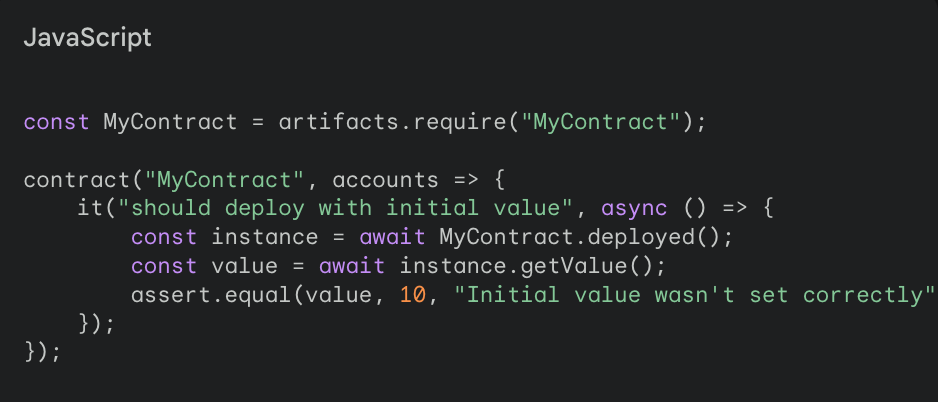 JavaScript
const MyContract = artifacts.require("MyContract");
contract("MyContract", accounts => {
    it("should deploy with initial value", async () => {
        const instance = await MyContract.deployed();
        const value = await instance.getValue();
        assert.equal(value, 10, "Initial value wasn't set correctly"
    });
});